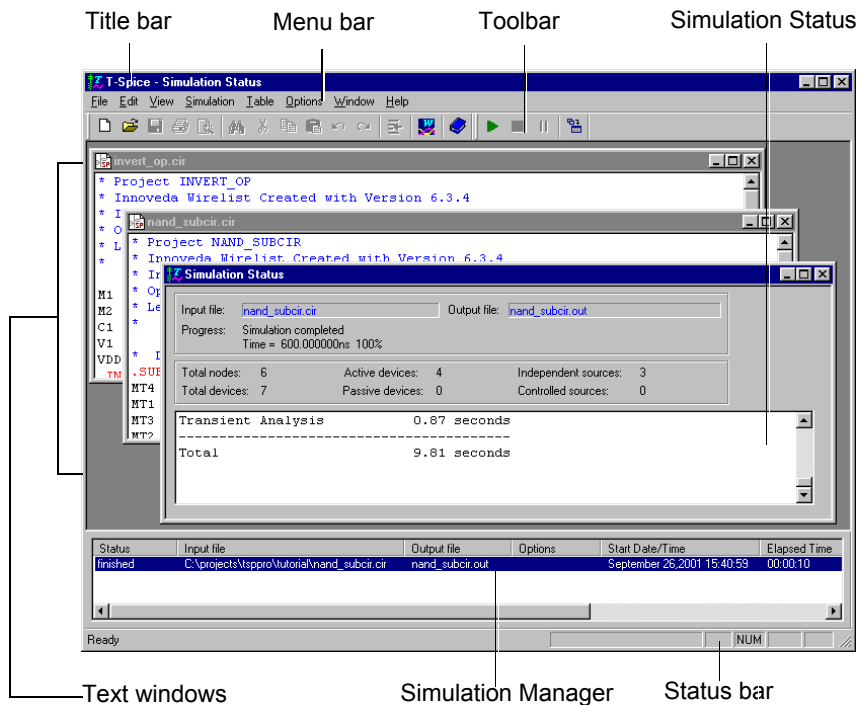 Title bar Menu bar Toolbar Simulation Status
T-Spice - Simulation Status
File Edit View Simulation Table Options Window Help
invert_op.cir
* Project INVERT_OP
* Innoveda Wirelist Created with Version 6.3.4
* I
* O
* L
*
M1
M2
C1
V1
VDD
nand_subcir.cir
* Project NAND_SUBCIR
* Innoveda Wirelist Created with Version 6.3.4
* In
* Op
* Le
*
*
.SUB
MT4
MT1
MT3
MT2
Simulation Status
Input file: nand_subcir.cir Output file: nand_subcir.out
Progress: Simulation completed
Time = 600.000000ns 100%
Total nodes: 6 Active devices: 4 Independent sources: 3
Total devices: 7 Passive devices: 0 Controlled sources: 0
Transient Analysis 0.87 seconds
-----------------------------------------
Total 9.81 seconds
Status Input file Output file Options Start Date/Time Elapsed Time
finished C:\projects\tsppro\tutorial\nand_subcir.cir nand_subcir.out September 26,2001 15:40:59 00:00:10
Ready NUM
Text windows Simulation Manager Status bar